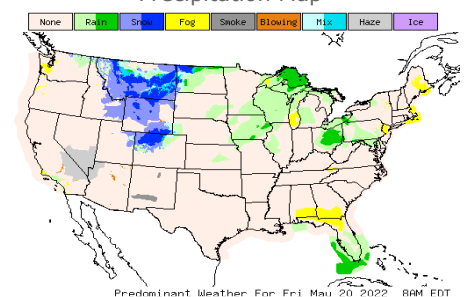 Precipitation Map
None Rain Snow Fog Smoke Blowing Mix Haze Ice
Predominant Weather For Fri May 20 2022 8AM EDT